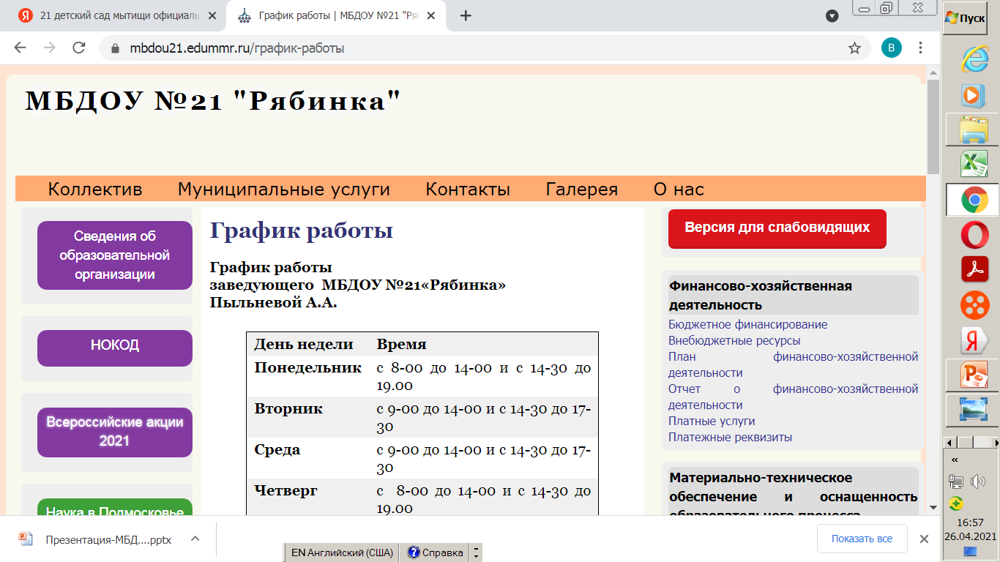 21 детский сад мытищи официаль
График работы | МБДОУ №21 "Ряб
mbdou21.edummr.ru/график-работы
B
Пуск
МБДОУ №21 "Рябинка"
Коллектив Муниципальные услуги Контакты Галерея О нас
Сведения об
образовательной
организации
НОКОД
Всероссийские акции
2021
Наука в Подмосковье
График работы
График работы
заведующего МБДОУ №21«Рябинка»
Пыльневой А.А.
День недели Время
Понедельник с 8-00 до 14-00 и с 14-30 до
19.00
Вторник с 9-00 до 14-00 и с 14-30 до 17-
30
Среда с 9-00 до 14-00 и с 14-30 до 17-
30
Четверг с 8-00 до 14-00 и с 14-30 до
19.00
Версия для слабовидящих
Финансово-хозяйственная
деятельность
Бюджетное финансирование
Внебюджетные ресурсы
План финансово-хозяйственной
деятельности
Отчет о финансово-хозяйственной
деятельности
Платные услуги
Платежные реквизиты
Материально-техническое
обеспечение и оснащенность
образовательного процесса
Презентация-МБД....pptx
EN Английский (США) Справка
Показать все
16:57
26.04.2021